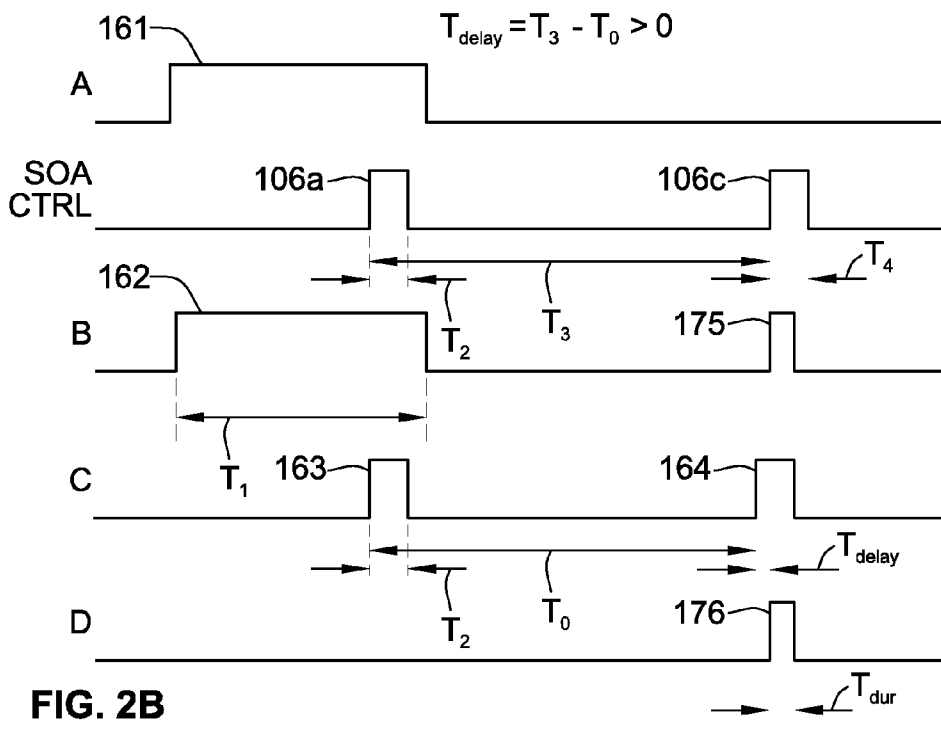 161
T_delay = T_3 - T_0 > 0
A
SOA
CTRL
106a
106c
162
T_2
T_3
T_4
B
175
T_1
163
164
C
T_2
T_0
T_delay
D
176
T_dur
FIG. 2B